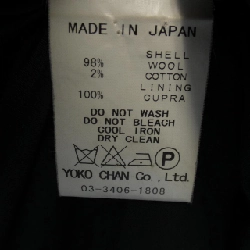 MADE IN JAPAN
SHELL
98% WOOL
2% COTTON
LINING
100% CUPRA
DO NOT WASH
DO NOT BLEACH
COOL IRON
DRY CLEAN
P
YOKO CHAN Co., Ltd.
03-3406-1808